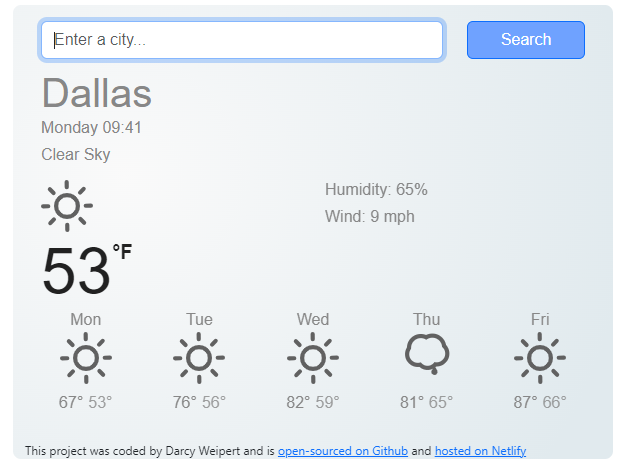 Enter a city...
Search
Dallas
Monday 09:41
Clear Sky
Humidity: 65%
Wind: 9 mph
53°F
Mon Tue Wed Thu Fri
67° 53° 76° 56° 82° 59° 81° 65° 87° 66°
This project was coded by Darcy Weipert and is open-sourced on Github and hosted on Netlify